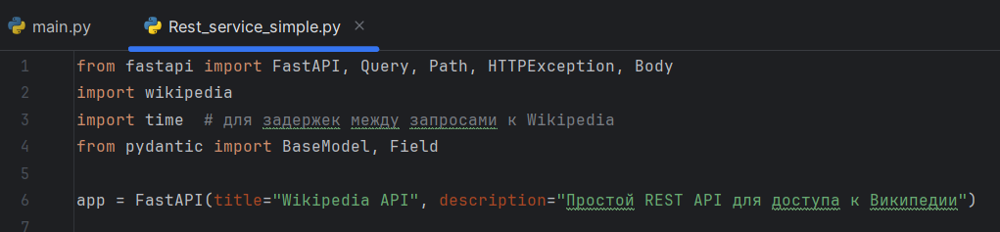 main.py Rest_service_simple.py ×
1 from fastapi import FastAPI, Query, Path, HTTPException, Body
2 import wikipedia
3 import time  # для задержек между запросами к Wikipedia
4 from pydantic import BaseModel, Field
5
6 app = FastAPI(title="Wikipedia API", description="Простой REST API для доступа к Википедии")
7